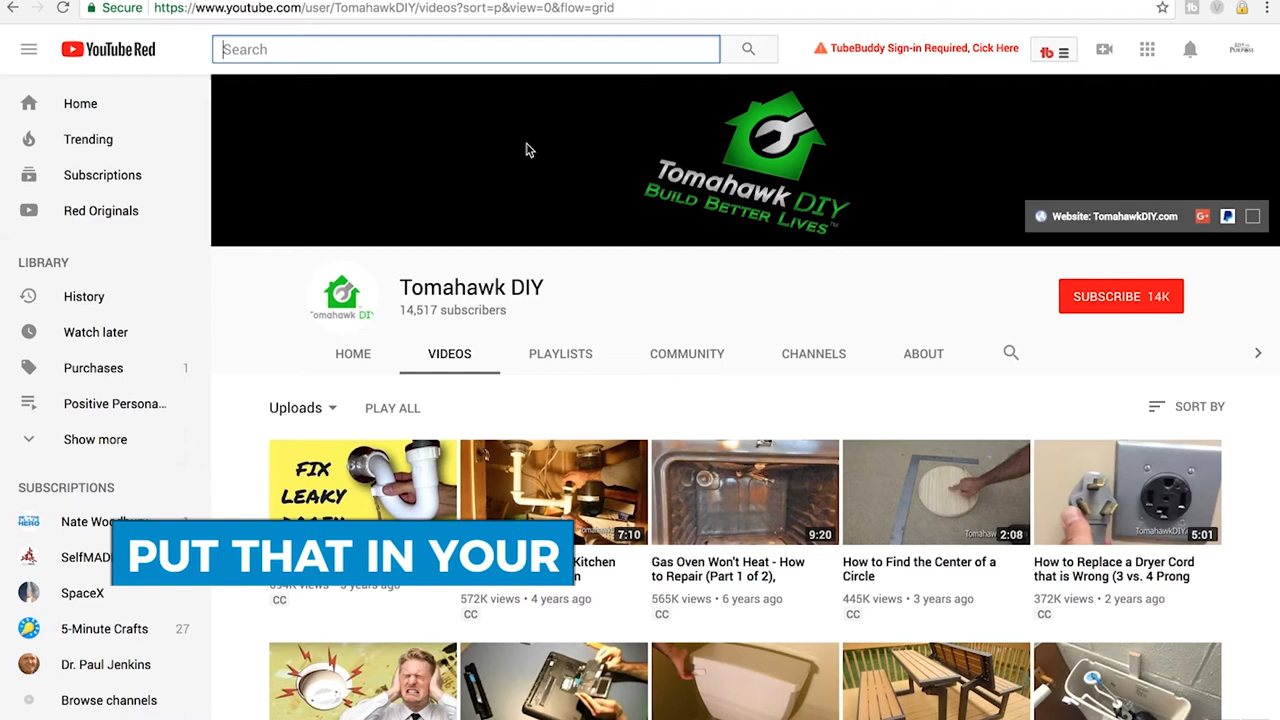 Secure
https://www.youtube.com/user/TomahawkDIY/videos?sort=p&view=0&flow=grid
YouTube Red
Search
TubeBuddy Sign-in Required, Click Here
tb
Home
Trending
Subscriptions
Red Originals
LIBRARY
History
Watch later
Purchases 1
Positive Persona...
Show more
SUBSCRIPTIONS
SelfMAD
SpaceX
5-Minute Crafts 27
Dr. Paul Jenkins
Browse channels
Tomahawk DIY
BUILD BETTER LIVES
Website: TomahawkDIY.com
Tomahawk DIY
14,517 subscribers
SUBSCRIBE 14K
HOME
VIDEOS
PLAYLISTS
COMMUNITY
CHANNELS
ABOUT
Uploads
PLAY ALL
SORT BY
FIX
LEAKY
PUT THAT IN YOUR
CC
7:10
Kitchen
572K views • 4 years ago
CC
9:20
Gas Oven Won't Heat - How
to Repair (Part 1 of 2),
565K views • 6 years ago
CC
2:08
How to Find the Center of a
Circle
445K views • 3 years ago
CC
TomahawkDIY
5:01
How to Replace a Dryer Cord
that is Wrong (3 vs. 4 Prong
372K views • 2 years ago
CC